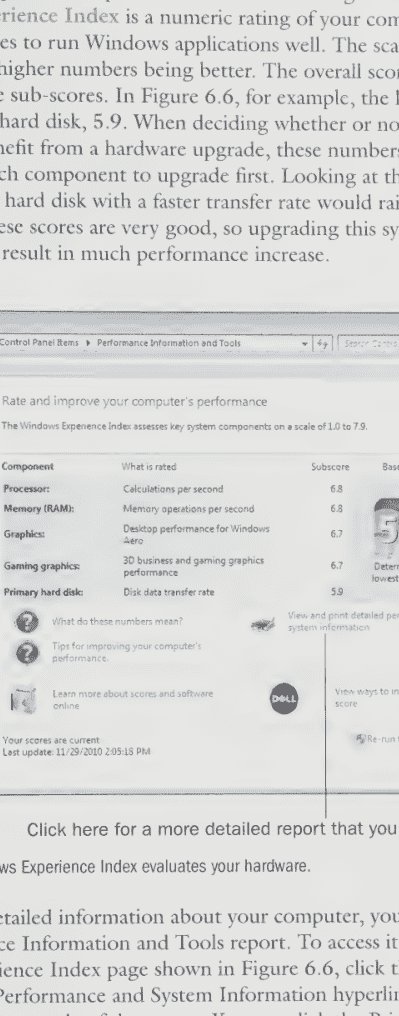 rience Index is a numeric rating of your com
es to run Windows applications well. The sca
higher numbers being better. The overall scor
e sub-scores. In Figure 6.6, for example, the l
hard disk, 5.9. When deciding whether or no
nefit from a hardware upgrade, these numbers
ch component to upgrade first. Looking at th
hard disk with a faster transfer rate would rai
ese scores are very good, so upgrading this sy
result in much performance increase.
Control Panel Items ▸ Performance Information and Tools
Rate and improve your computer's performance
The Windows Experience Index assesses key system components on a scale of 1.0 to 7.9.
Component What is rated Subscore Base
Processor: Calculations per second 6.8
Memory (RAM): Memory operations per second 6.8
Graphics: Desktop performance for Windows Aero 6.7
Gaming graphics: 3D business and gaming graphics performance 6.7
Primary hard disk: Disk data transfer rate 5.9
5
Deter
lowest
What do these numbers mean?
View and print detailed per
system information
Tips for improving your computer's
performance.
Learn more about scores and software
online
DELL
View ways to in
score
Your scores are current
Last update: 11/29/2010 2:05:18 PM
Re-run t
Click here for a more detailed report that you
ws Experience Index evaluates your hardware.
etailed information about your computer, you
ce Information and Tools report. To access it
ience Index page shown in Figure 6.6, click t
Performance and System Information hyperlin